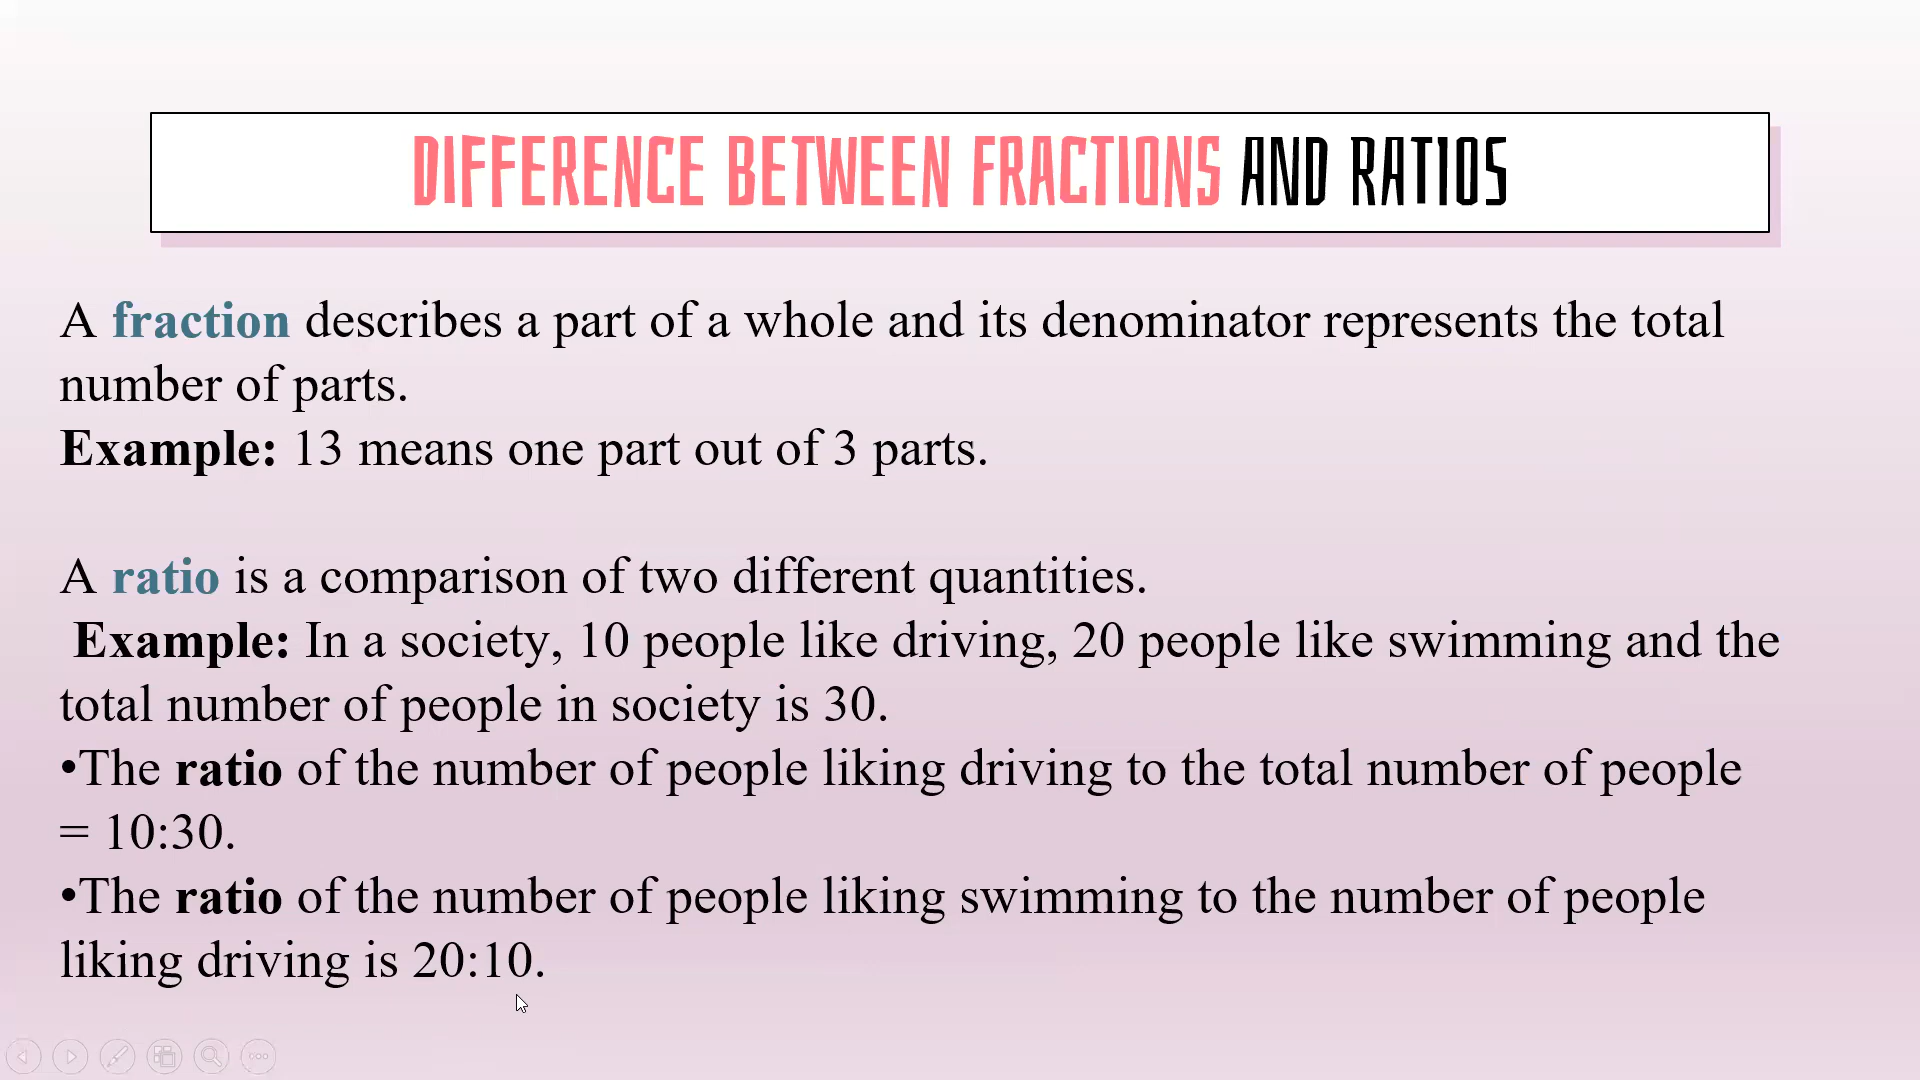 DIFFERENCE BETWEEN FRACTIONS AND RATIOS
A fraction describes a part of a whole and its denominator represents the total
number of parts.
Example: 13 means one part out of 3 parts.
A ratio is a comparison of two different quantities.
Example: In a society, 10 people like driving, 20 people like swimming and the
total number of people in society is 30.
•The ratio of the number of people liking driving to the total number of people
= 10:30.
•The ratio of the number of people liking swimming to the number of people
liking driving is 20:10.